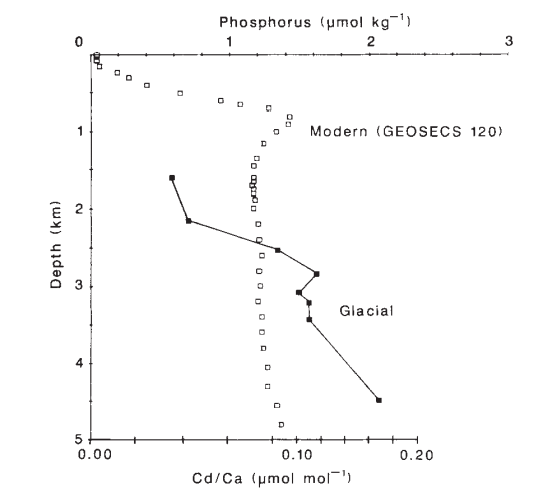 Phosphorus (µmol kg⁻¹)
0 1 2 3
Modern (GEOSECS 120)
1
2
Depth (km)
3
Glacial
4
5
0.00 0.10 0.20
Cd/Ca (µmol mol⁻¹)